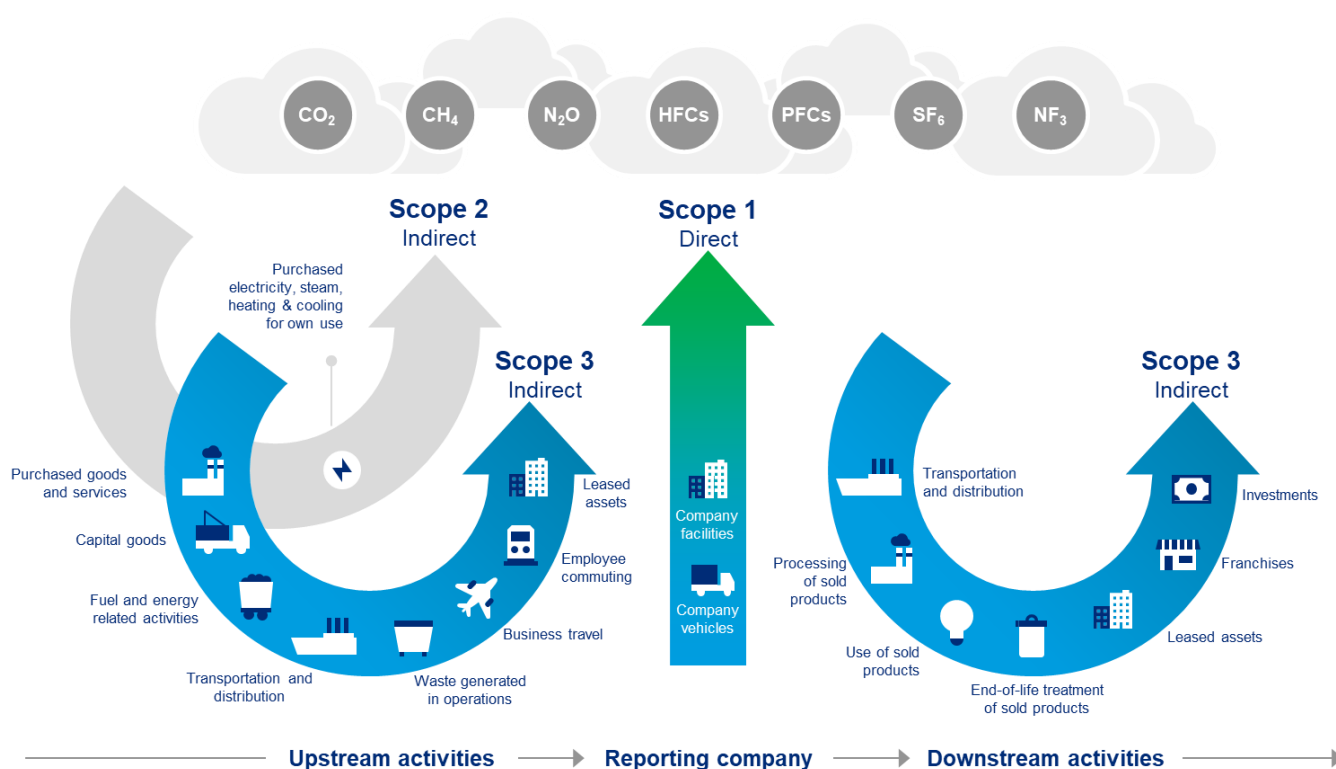 CO₂
CH₄
N₂O
HFCs
PFCs
SF₆
NF₃
Scope 2
Indirect
Purchased
electricity, steam,
heating & cooling
for own use
Scope 3
Indirect
Purchased goods
and services
Capital goods
Fuel and energy
related activities
Transportation and
distribution
Waste generated
in operations
Business travel
Employee
commuting
Leased
assets
Scope 1
Direct
Company
facilities
Company
vehicles
Scope 3
Indirect
Transportation
and distribution
Processing
of sold
products
Use of sold
products
End-of-life treatment
of sold products
Leased assets
Franchises
Investments
Upstream activities
Reporting company
Downstream activities